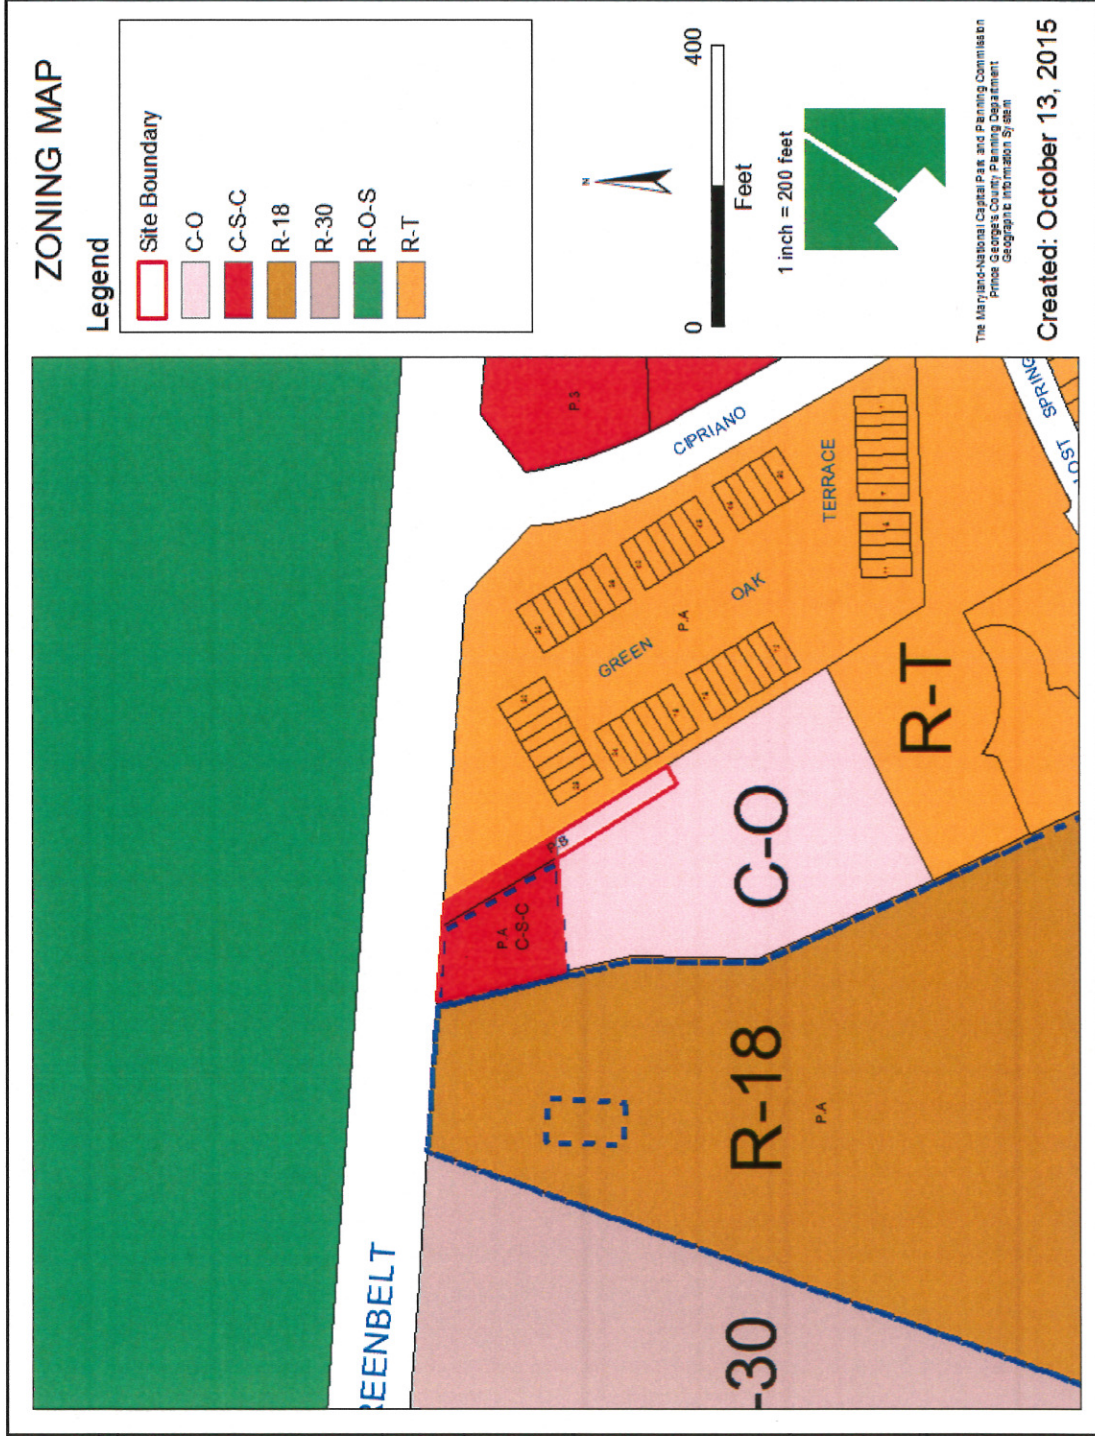 ZONING MAP
Legend
Site Boundary
C-O
C-S-C
R-18
R-30
R-O-S
R-T
N
0
400
Feet
1 inch = 200 feet
The Maryland-National Capital Park and Planning Commission
Prince George's County Planning Department
Geographic Information System
Created: October 13, 2015
REENBELT
CIPRIANO
P.3
P.A
C-S-C
P.B
GREEN
OAK
TERRACE
P.A
LOST SPRING
C-O
R-T
R-18
P.A
-30